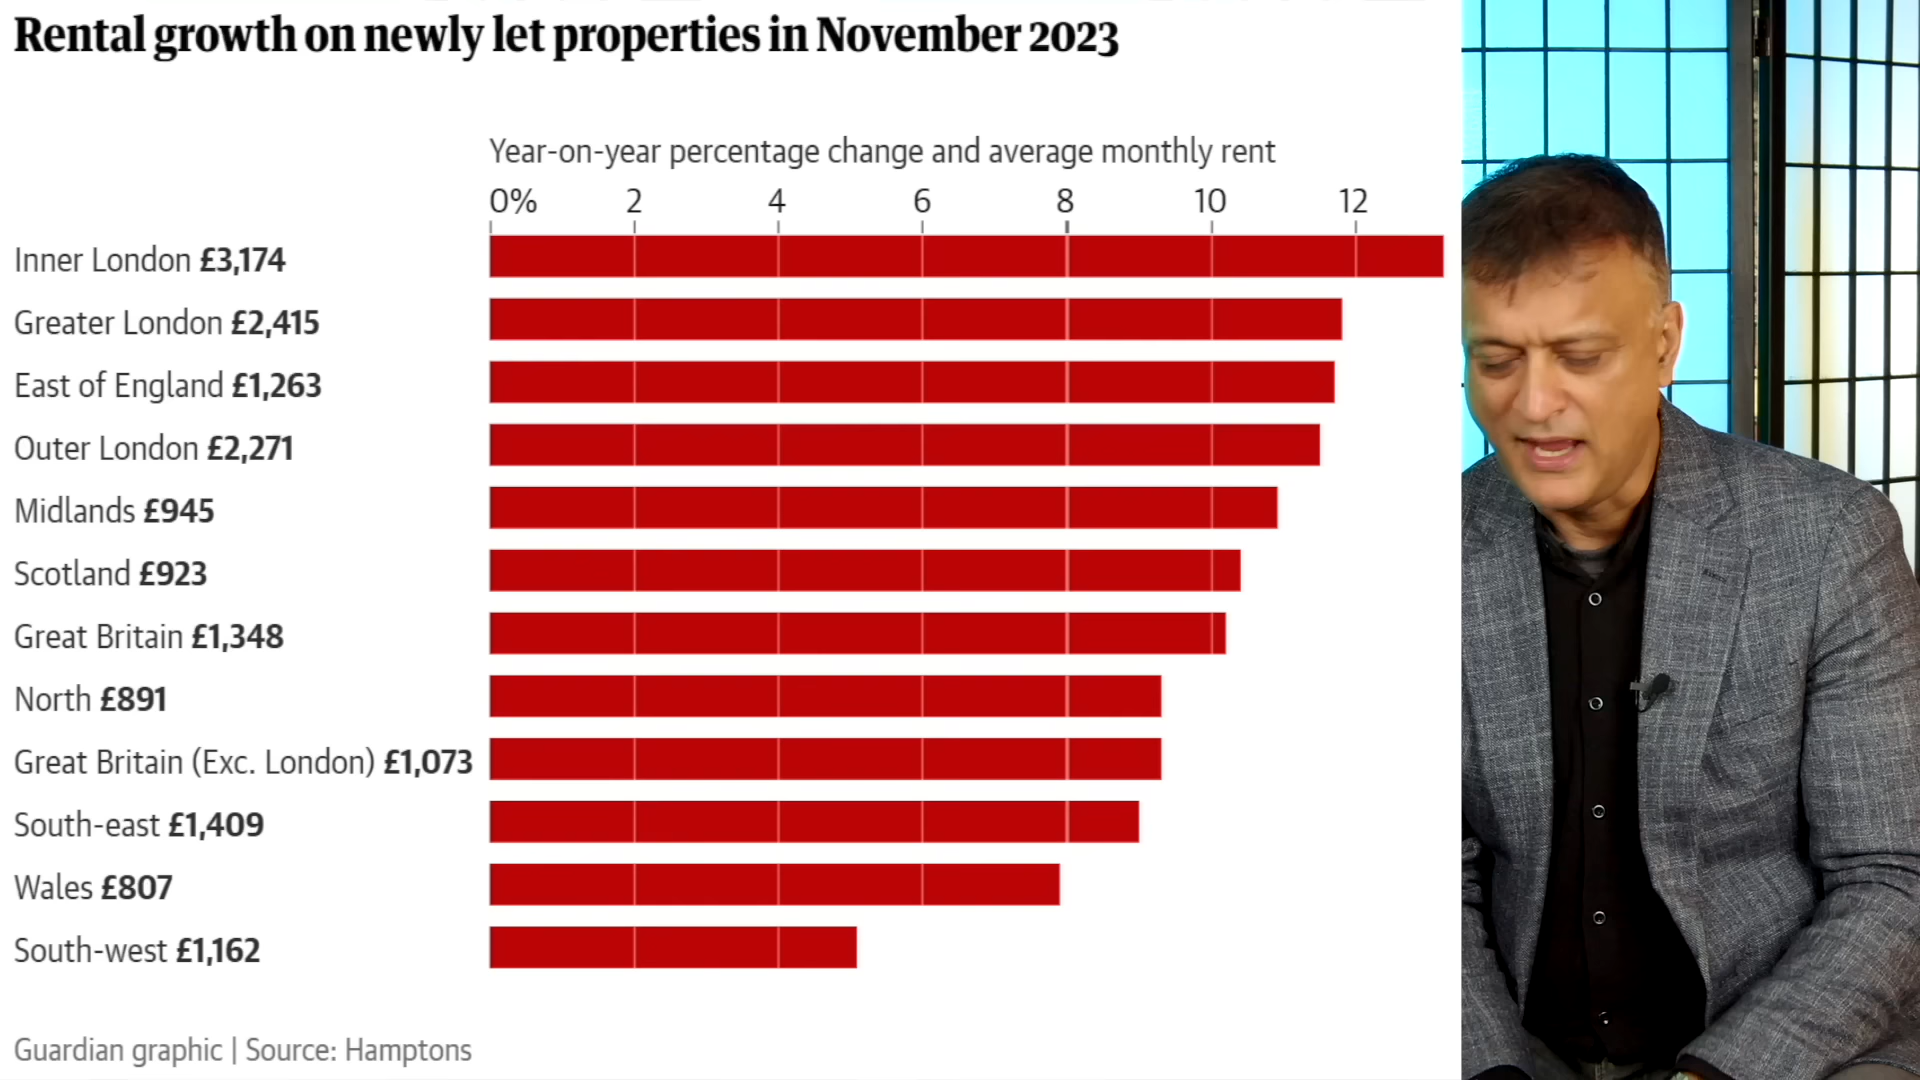 Rental growth on newly let properties in November 2023
Year-on-year percentage change and average monthly rent
0% 2 4 6 8 10 12
Inner London £3,174
Greater London £2,415
East of England £1,263
Outer London £2,271
Midlands £945
Scotland £923
Great Britain £1,348
North £891
Great Britain (Exc. London) £1,073
South-east £1,409
Wales £807
South-west £1,162
Guardian graphic | Source: Hamptons